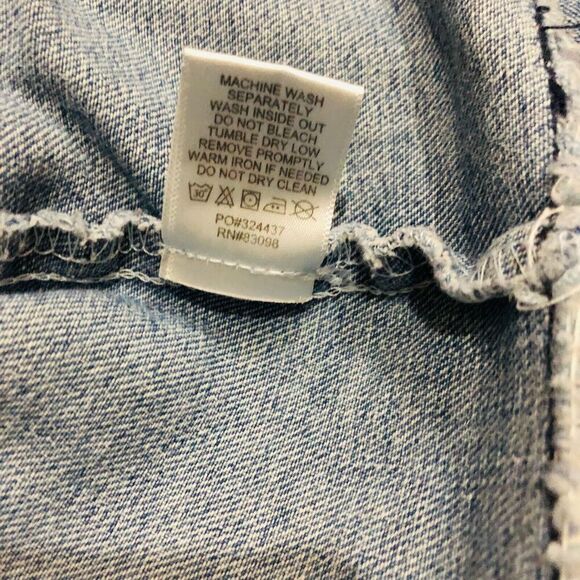 MACHINE WASH
SEPARATELY
WASH INSIDE OUT
DO NOT BLEACH
TUMBLE DRY LOW
REMOVE PROMPTLY
WARM IRON IF NEEDED
DO NOT DRY CLEAN
30
PO#324437
RN#83098